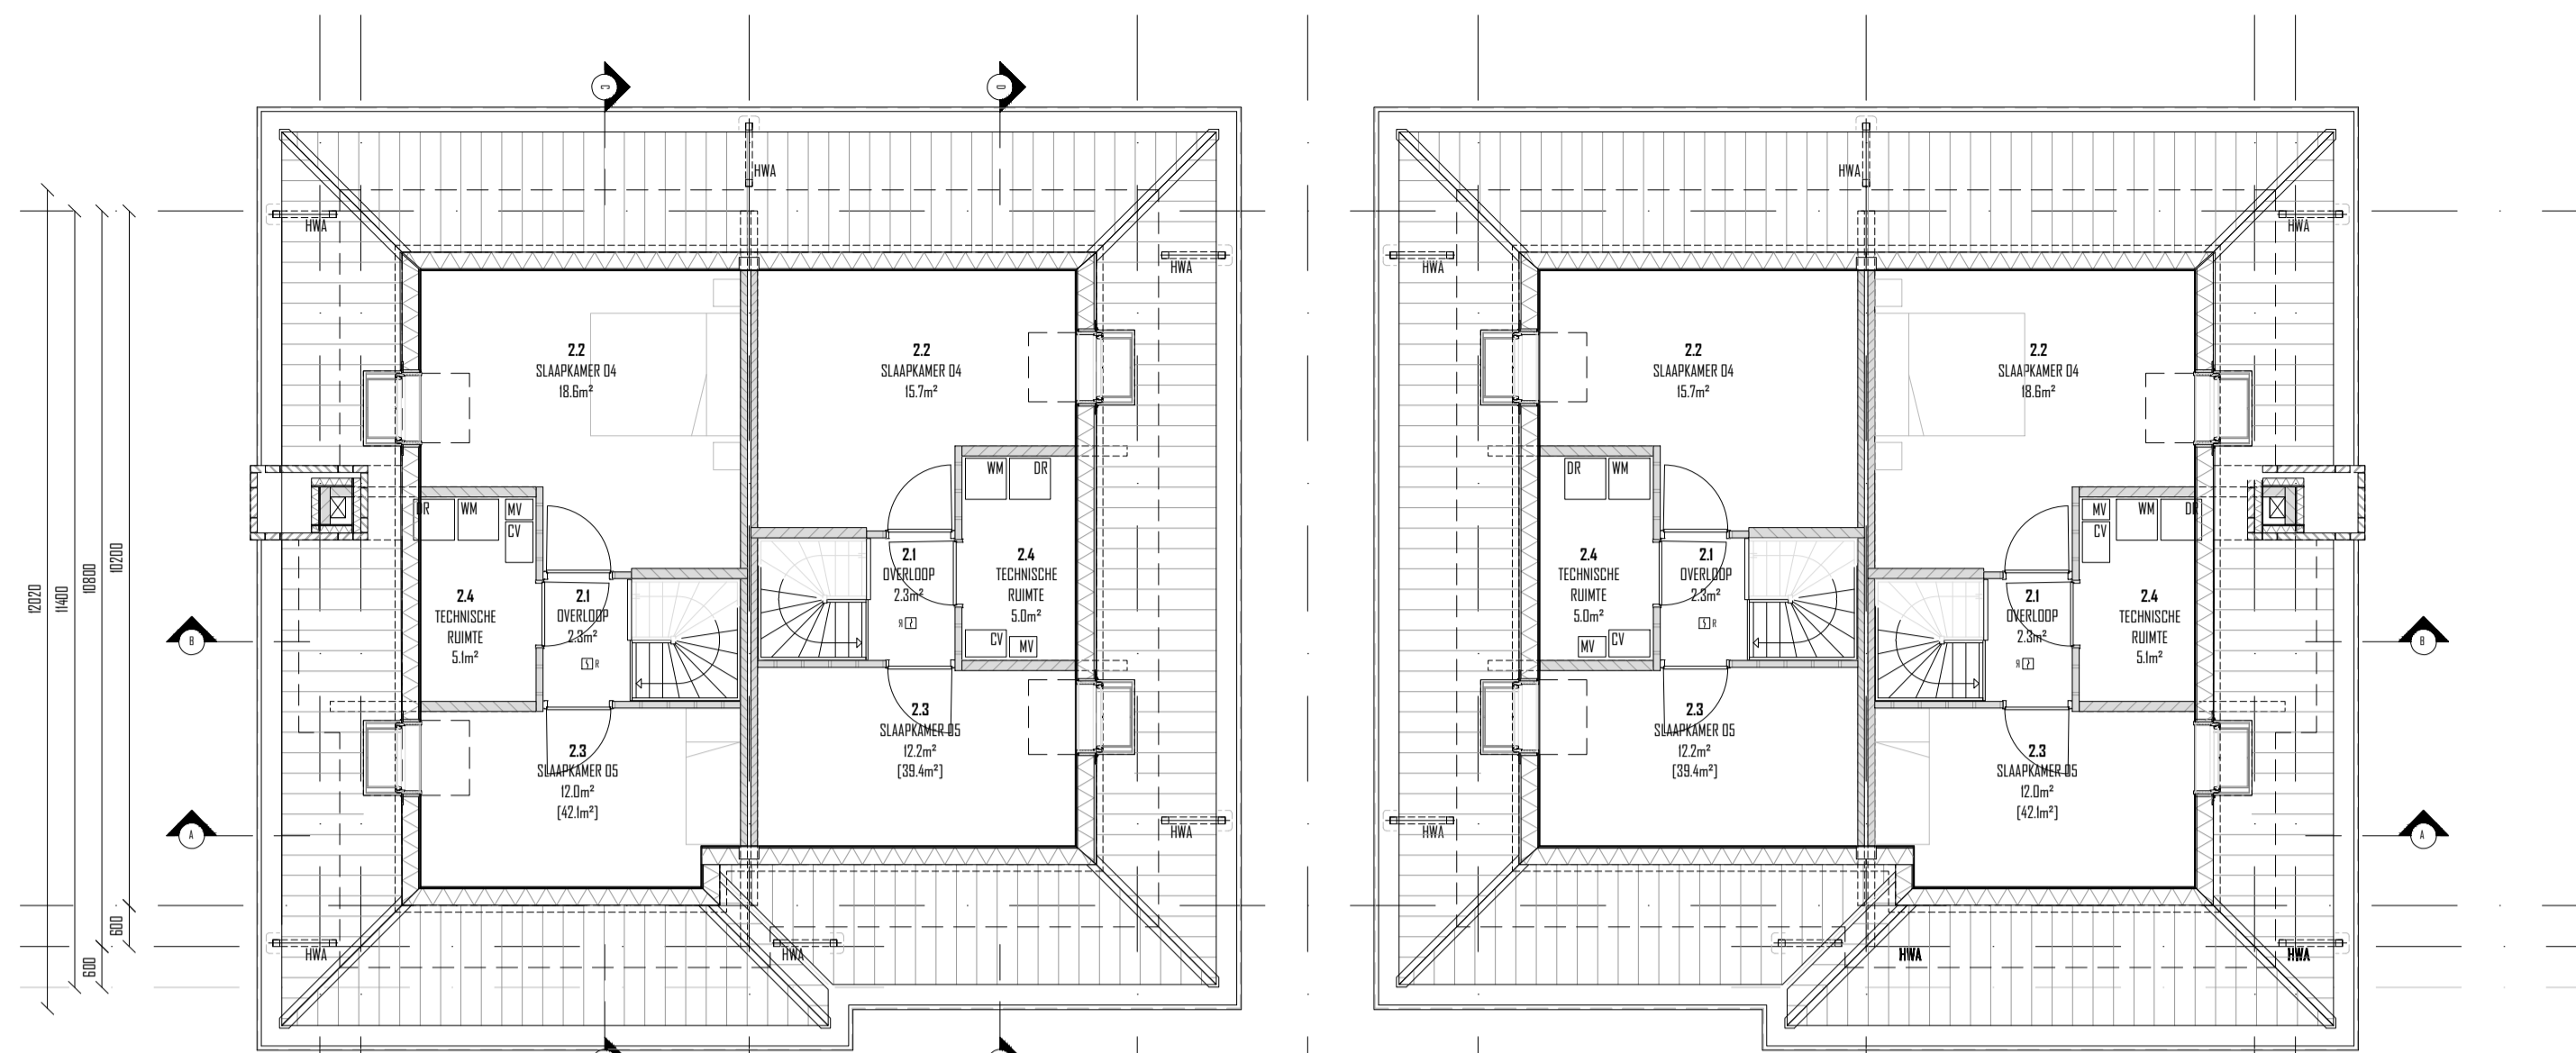 HWA
HWA
HWA
HWA
HWA
HWA
HWA
2.2
SLAAPKAMER 04
18.6m²
2.2
SLAAPKAMER 04
15.7m²
2.2
SLAAPKAMER 04
15.7m²
2.2
SLAAPKAMER 04
18.6m²
WM
DR
DR
WM
DR
WM
MV
CV
MV
CV
WM
DR
12020
11400
10800
10200
2.1
OVERLOOP
2.3m²
R
2.4
TECHNISCHE
RUIMTE
5.0m²
CV
MV
2.4
TECHNISCHE
RUIMTE
5.0m²
MV
CV
2.1
OVERLOOP
2.3m²
R
2.4
TECHNISCHE
RUIMTE
5.1m²
2.1
OVERLOOP
2.3m²
R
2.1
OVERLOOP
2.3m²
R
2.4
TECHNISCHE
RUIMTE
5.1m²
B
B
2.3
SLAAPKAMER 05
12.0m²
[42.1m²]
2.3
SLAAPKAMER 05
12.2m²
[39.4m²]
2.3
SLAAPKAMER 05
12.2m²
[39.4m²]
2.3
SLAAPKAMER 05
12.0m²
[42.1m²]
A
A
HWA
HWA
600
600
HWA
HWA
HWA
HWA
D